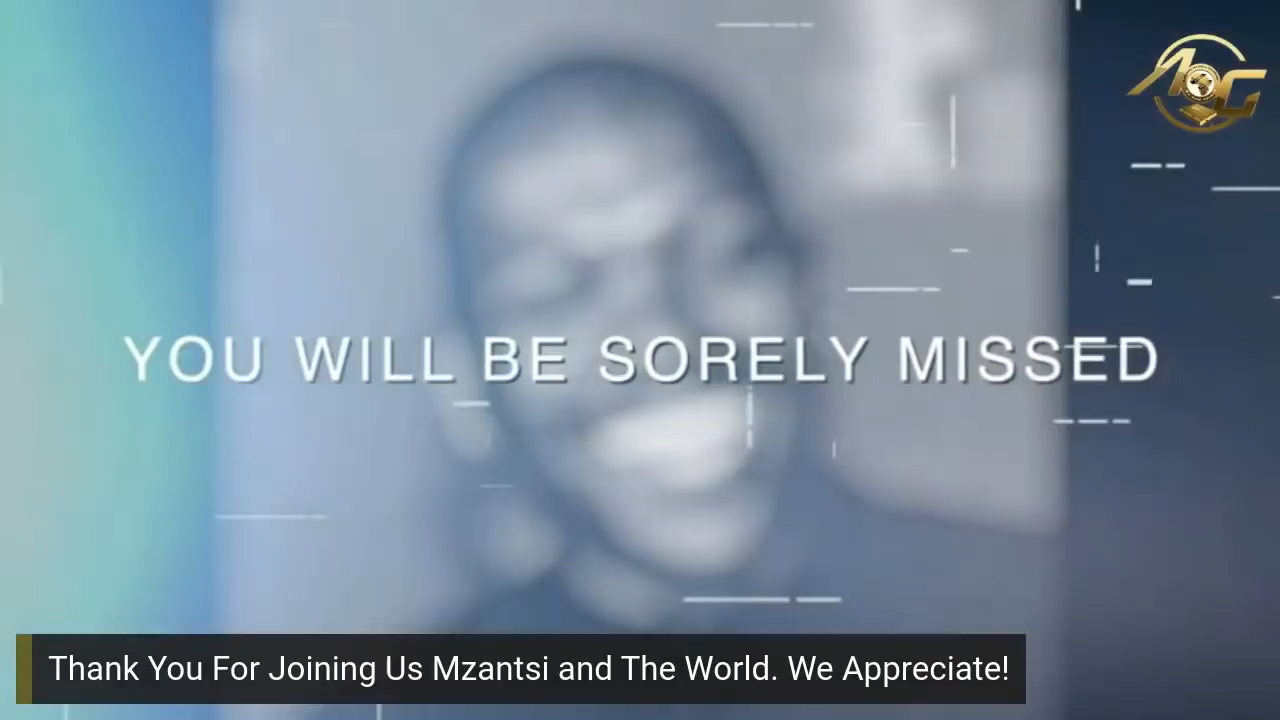 YOU WILL BE SORELY MISSED
Thank You For Joining Us Mzantsi and The World. We Appreciate!